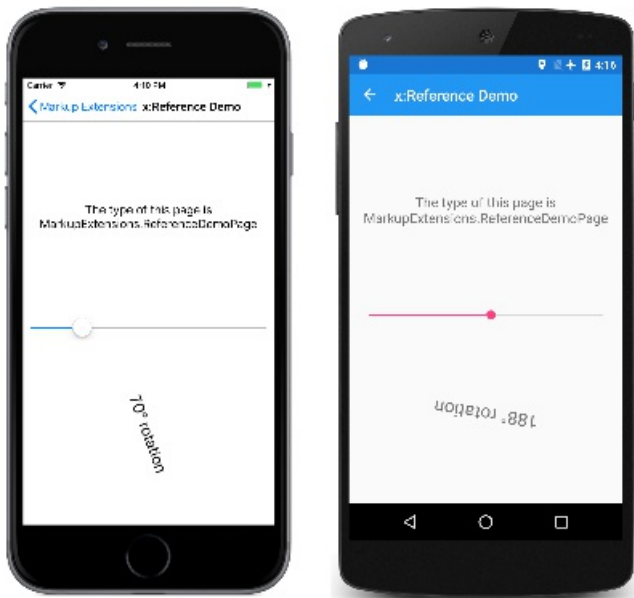 Carrier 4:10 PM
Markup Extensions x:Reference Demo
The type of this page is
MarkupExtensions.ReferenceDemoPage
70° rotation
4:16
x:Reference Demo
The type of this page is
MarkupExtensions.ReferenceDemoPage
188° rotation